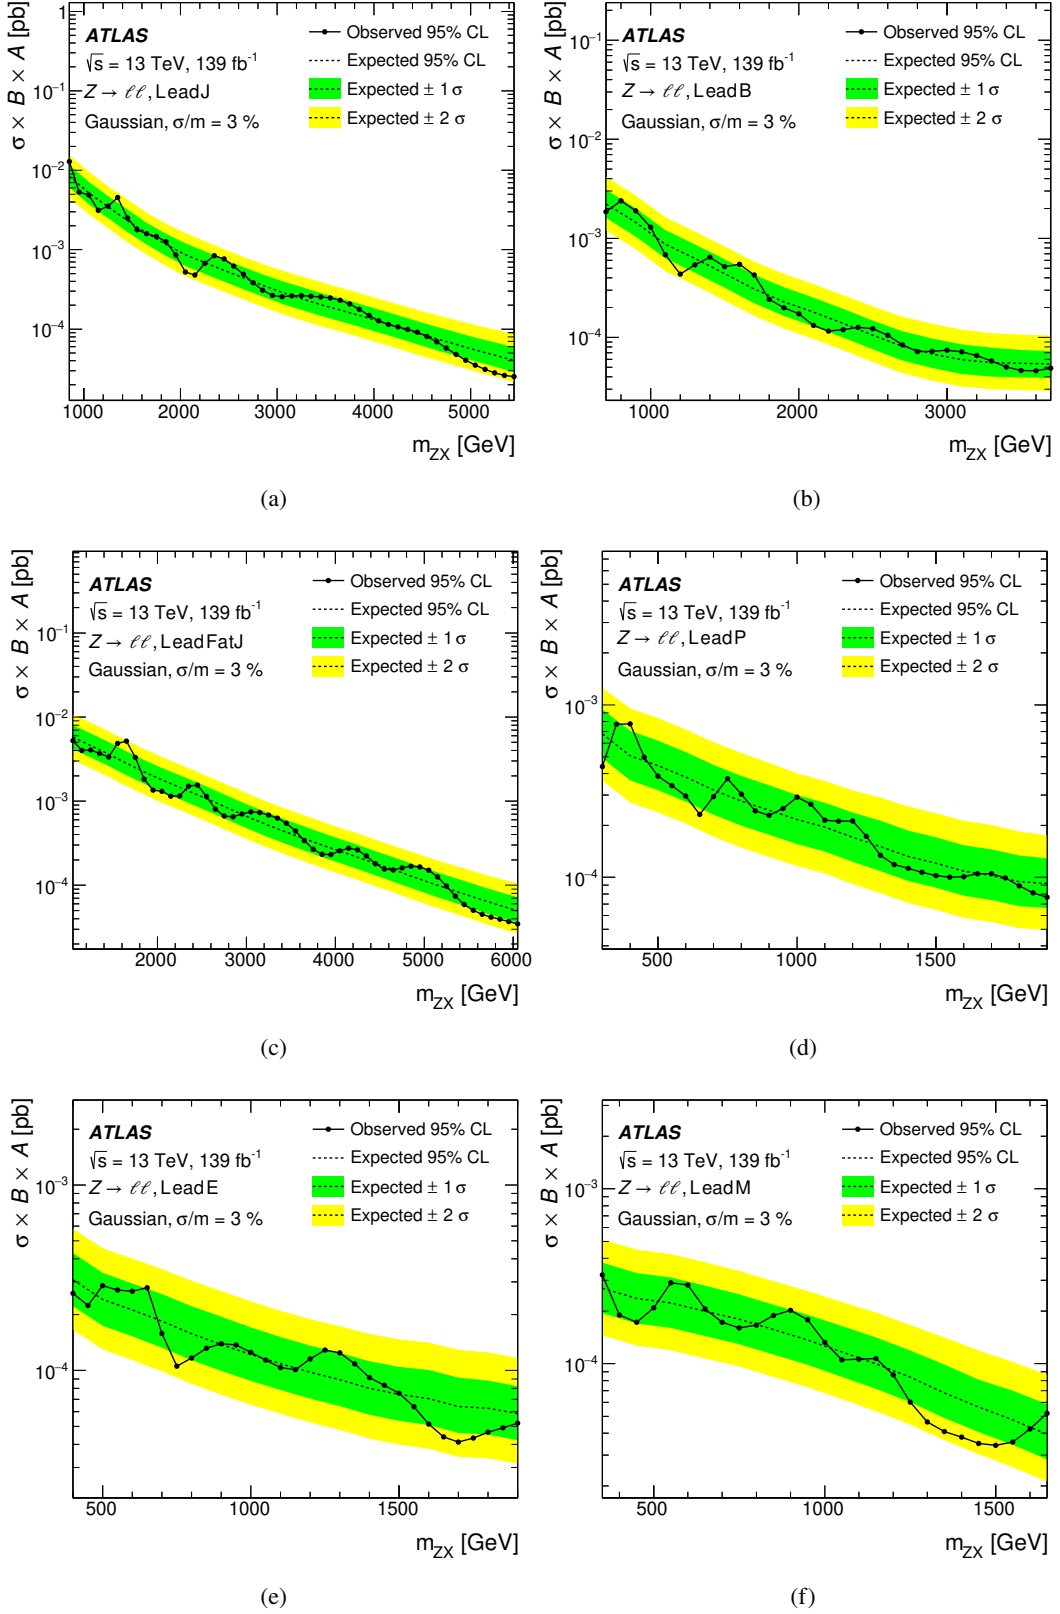 σ × B × A [pb]
ATLAS
√s = 13 TeV, 139 fb⁻¹
Z → ℓℓ, LeadJ
Gaussian, σ/m = 3 %
Observed 95% CL
Expected 95% CL
Expected ± 1 σ
Expected ± 2 σ
1
10⁻¹
10⁻²
10⁻³
10⁻⁴
1000 2000 3000 4000 5000
m_ZX [GeV]
(a)
σ × B × A [pb]
ATLAS
√s = 13 TeV, 139 fb⁻¹
Z → ℓℓ, LeadB
Gaussian, σ/m = 3 %
Observed 95% CL
Expected 95% CL
Expected ± 1 σ
Expected ± 2 σ
10⁻¹
10⁻²
10⁻³
10⁻⁴
1000 2000 3000
m_ZX [GeV]
(b)
σ × B × A [pb]
ATLAS
√s = 13 TeV, 139 fb⁻¹
Z → ℓℓ, LeadFatJ
Gaussian, σ/m = 3 %
Observed 95% CL
Expected 95% CL
Expected ± 1 σ
Expected ± 2 σ
10⁻¹
10⁻²
10⁻³
10⁻⁴
2000 3000 4000 5000 6000
m_ZX [GeV]
(c)
σ × B × A [pb]
ATLAS
√s = 13 TeV, 139 fb⁻¹
Z → ℓℓ, LeadP
Gaussian, σ/m = 3 %
Observed 95% CL
Expected 95% CL
Expected ± 1 σ
Expected ± 2 σ
10⁻³
10⁻⁴
500 1000 1500
m_ZX [GeV]
(d)
σ × B × A [pb]
ATLAS
√s = 13 TeV, 139 fb⁻¹
Z → ℓℓ, LeadE
Gaussian, σ/m = 3 %
Observed 95% CL
Expected 95% CL
Expected ± 1 σ
Expected ± 2 σ
10⁻³
10⁻⁴
500 1000 1500
m_ZX [GeV]
(e)
σ × B × A [pb]
ATLAS
√s = 13 TeV, 139 fb⁻¹
Z → ℓℓ, LeadM
Gaussian, σ/m = 3 %
Observed 95% CL
Expected 95% CL
Expected ± 1 σ
Expected ± 2 σ
10⁻³
10⁻⁴
500 1000 1500
m_ZX [GeV]
(f)